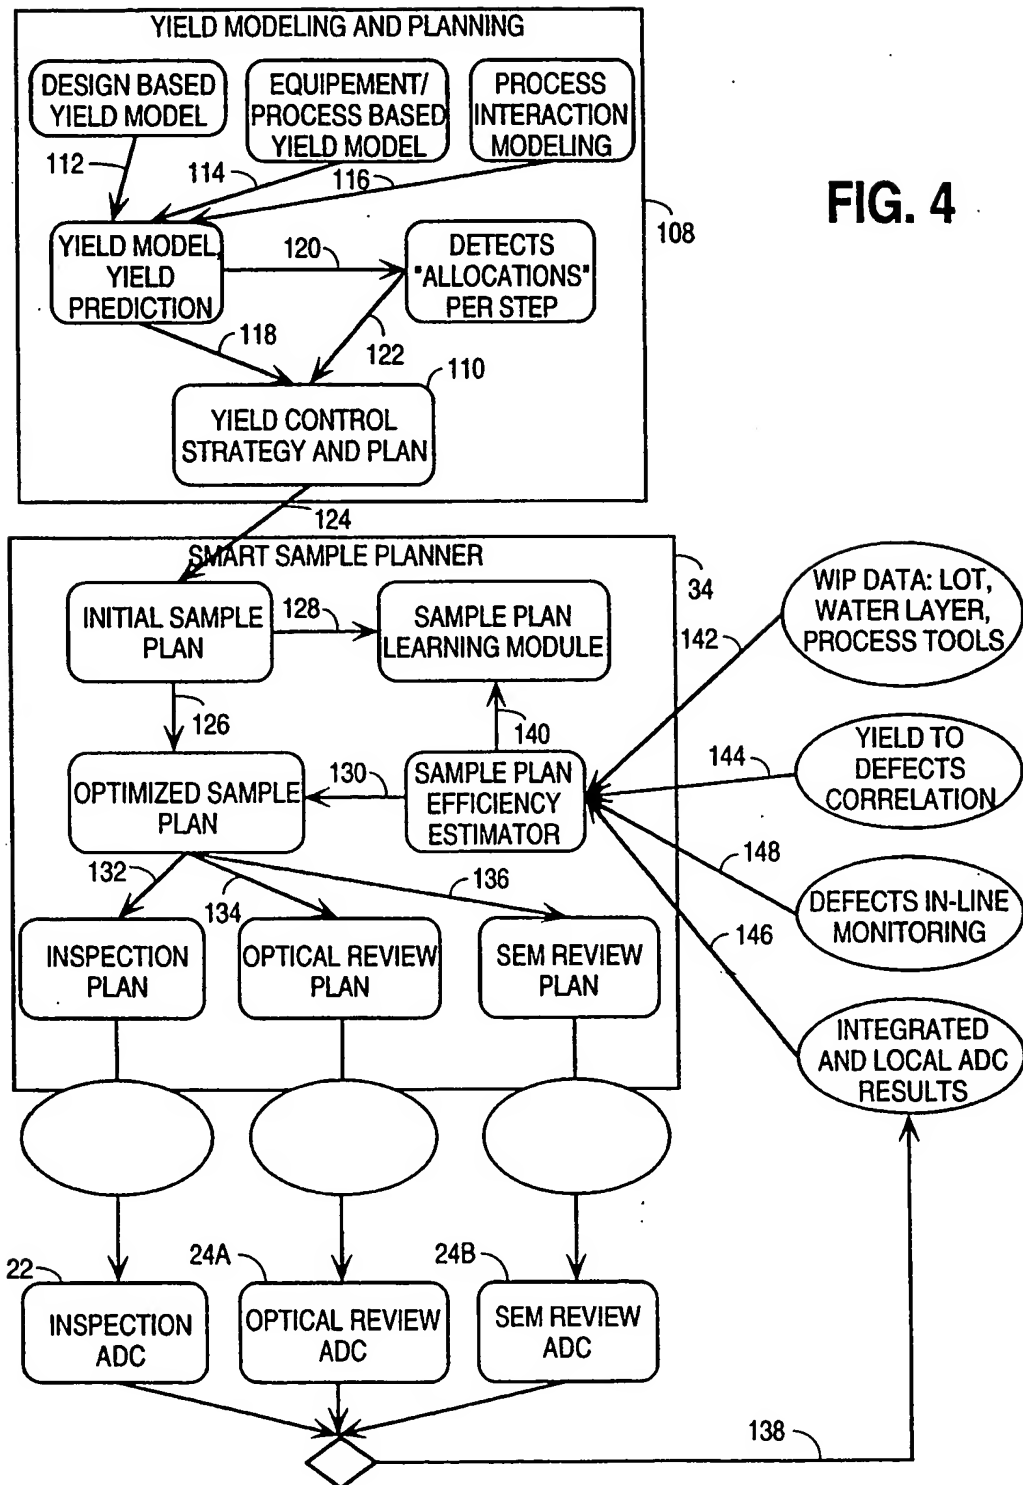 YIELD MODELING AND PLANNING
DESIGN BASED
YIELD MODEL
EQUIPEMENT/
PROCESS BASED
YIELD MODEL
PROCESS
INTERACTION
MODELING
112
114
116
FIG. 4
108
YIELD MODEL,
YIELD
PREDICTION
120
DETECTS
"ALLOCATIONS"
PER STEP
118
122
110
YIELD CONTROL
STRATEGY AND PLAN
124
SMART SAMPLE PLANNER
34
INITIAL SAMPLE
PLAN
128
SAMPLE PLAN
LEARNING MODULE
WIP DATA: LOT,
WATER LAYER,
PROCESS TOOLS
142
126
140
OPTIMIZED SAMPLE
PLAN
130
SAMPLE PLAN
EFFICIENCY
ESTIMATOR
144
YIELD TO
DEFECTS
CORRELATION
132
134
136
148
DEFECTS IN-LINE
MONITORING
146
INSPECTION
PLAN
OPTICAL REVIEW
PLAN
SEM REVIEW
PLAN
INTEGRATED
AND LOCAL ADC
RESULTS
22
24A
24B
INSPECTION
ADC
OPTICAL REVIEW
ADC
SEM REVIEW
ADC
138